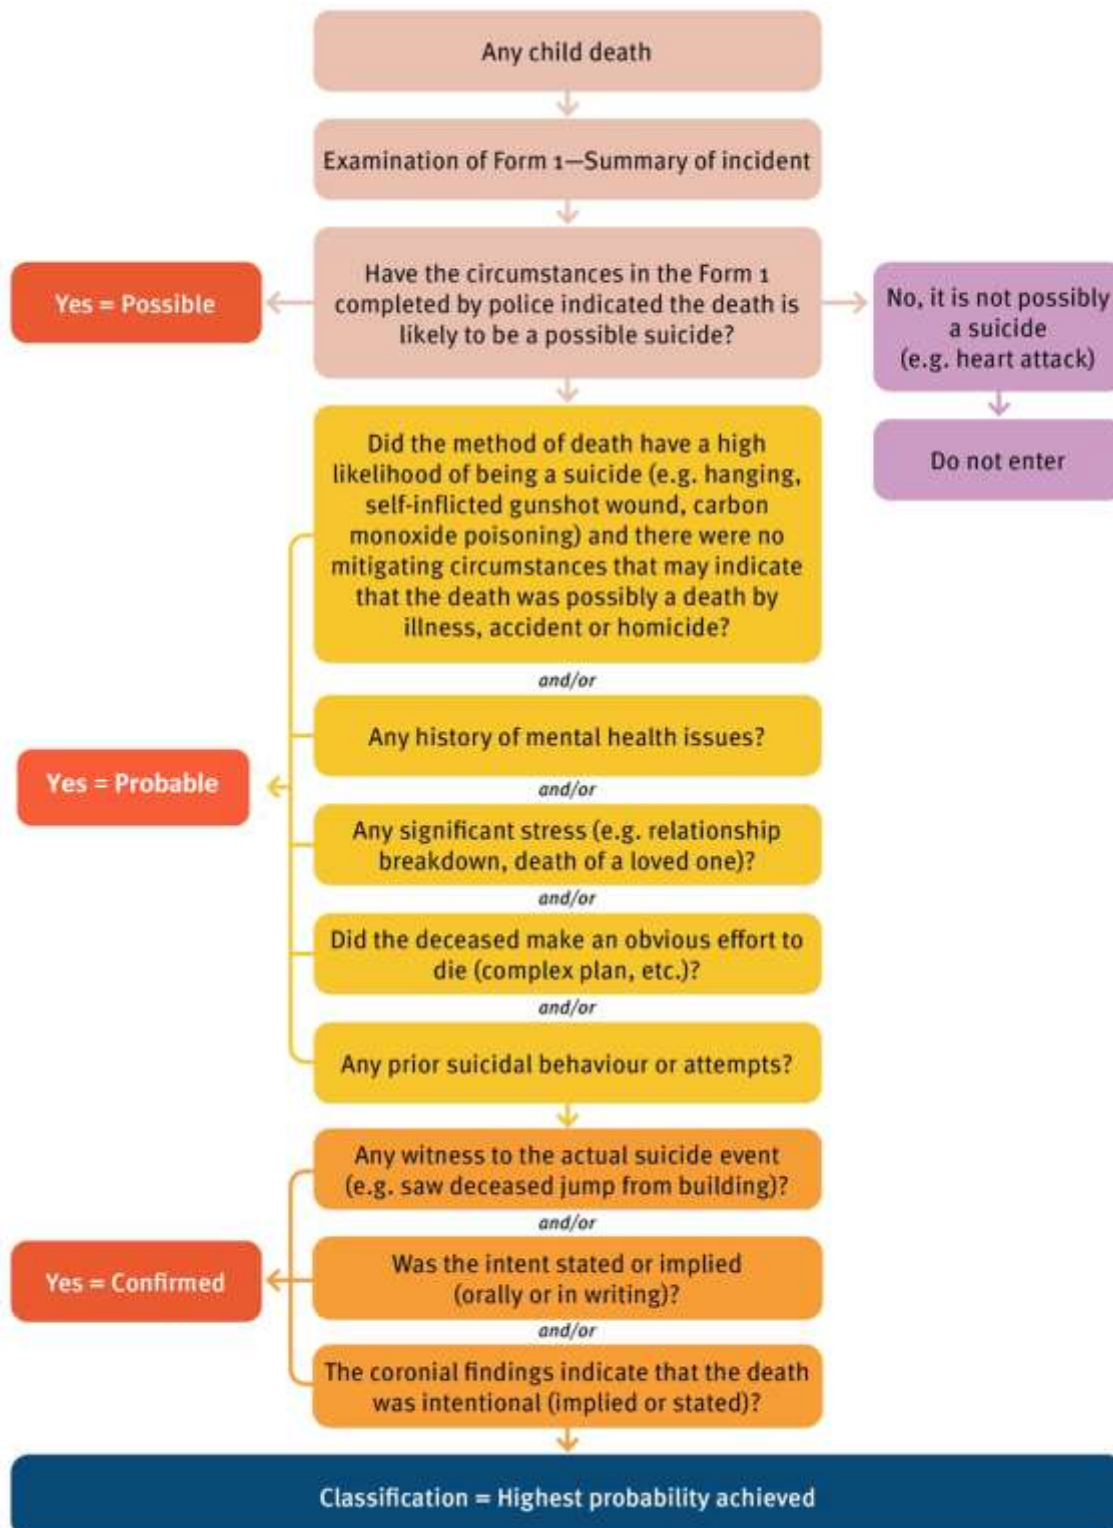 Any child death
Examination of Form 1—Summary of incident
Have the circumstances in the Form 1
completed by police indicated the death is
likely to be a possible suicide?
Yes = Possible
No, it is not possibly
a suicide
(e.g. heart attack)
Do not enter
Did the method of death have a high
likelihood of being a suicide (e.g. hanging,
self-inflicted gunshot wound, carbon
monoxide poisoning) and there were no
mitigating circumstances that may indicate
that the death was possibly a death by
illness, accident or homicide?
and/or
Any history of mental health issues?
and/or
Any significant stress (e.g. relationship
breakdown, death of a loved one)?
and/or
Did the deceased make an obvious effort to
die (complex plan, etc.)?
and/or
Any prior suicidal behaviour or attempts?
Yes = Probable
Any witness to the actual suicide event
(e.g. saw deceased jump from building)?
and/or
Was the intent stated or implied
(orally or in writing)?
and/or
The coronial findings indicate that the death
was intentional (implied or stated)?
Yes = Confirmed
Classification = Highest probability achieved